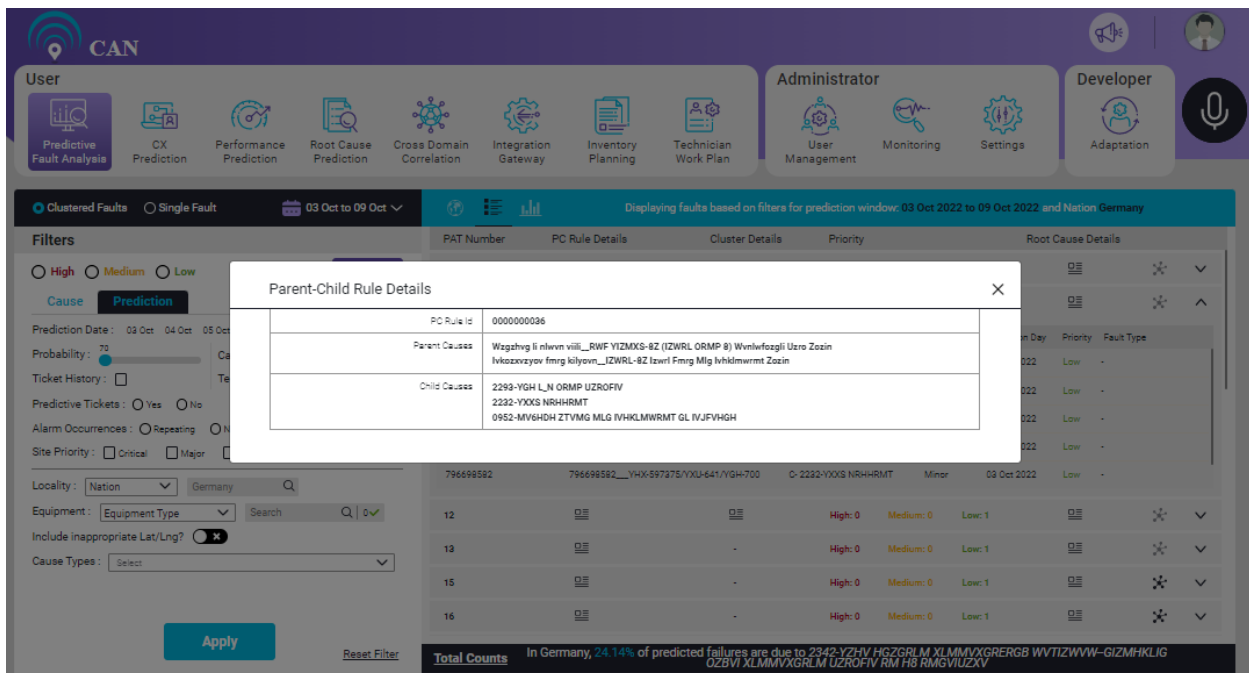 CAN
User
Administrator
Developer
Predictive Fault Analysis
CX Prediction
Performance Prediction
Root Cause Prediction
Cross Domain Correlation
Integration Gateway
Inventory Planning
Technician Work Plan
User Management
Monitoring
Settings
Adaptation
Clustered Faults Single Fault 03 Oct to 09 Oct
Displaying faults based on filters for prediction window: 03 Oct 2022 to 09 Oct 2022 and Nation Germany
Filters
PAT Number PC Rule Details Cluster Details Priority Root Cause Details
High Medium Low
Cause Prediction
Parent-Child Rule Details
PC Rule Id 0000000036
Parent Causes Wzgzhvg li nlwvn viili__RWF YIZMXS-8Z (IZWRL ORMP 8) Wvnlwfozgli Uzro Zozin
Ivkozxvzyov fmrg kilyovn__IZWRL-8Z Izwrl Fmrg Mlg Ivhklmwrmt Zozin
Child Causes 2293-YGH L_N ORMP UZROFIV
2232-YXXS NRHHRMT
0952-MV6HDH ZTVMG MLG IVHKLMWRMT GL IVJFVHGH
Prediction Date : 03 Oct 04 Oct 05 Oct
Probability : 70
Ticket History :
Predictive Tickets : Yes No
Alarm Occurrences : Repeating
Site Priority : Critical Major
Locality : Nation Germany
Equipment : Equipment Type Search 0
Include inappropriate Lat/Lng?
Cause Types : Select
Apply
Reset Filter
Day Priority Fault Type
022 Low -
022 Low -
022 Low -
022 Low -
796698592 796698592__YHX-597375/YXU-641/YGH-700 C- 2232-YXXS NRHHRMT Minor 03 Oct 2022 Low -
12 High: 0 Medium: 0 Low: 1
13 - High: 0 Medium: 0 Low: 1
15 - High: 0 Medium: 0 Low: 1
16 - High: 0 Medium: 0 Low: 1
Total Counts
In Germany, 24.14% of predicted failures are due to 2342-YZHV HGZGRLM XLMMVXGRERGB WVTIZWVW--GIZMHKLIG
OZBVI XLMMVXGRLM UZROFIV RM H8 RMGVIUZXV